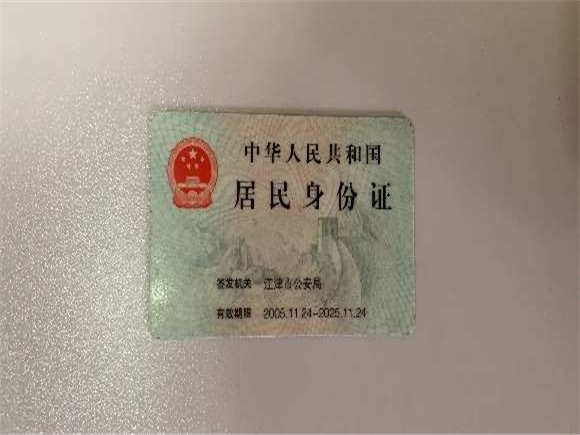 中华人民共和国
居民身份证
签发机关 江津市公安局
有效期限 2005.11.24-2025.11.24